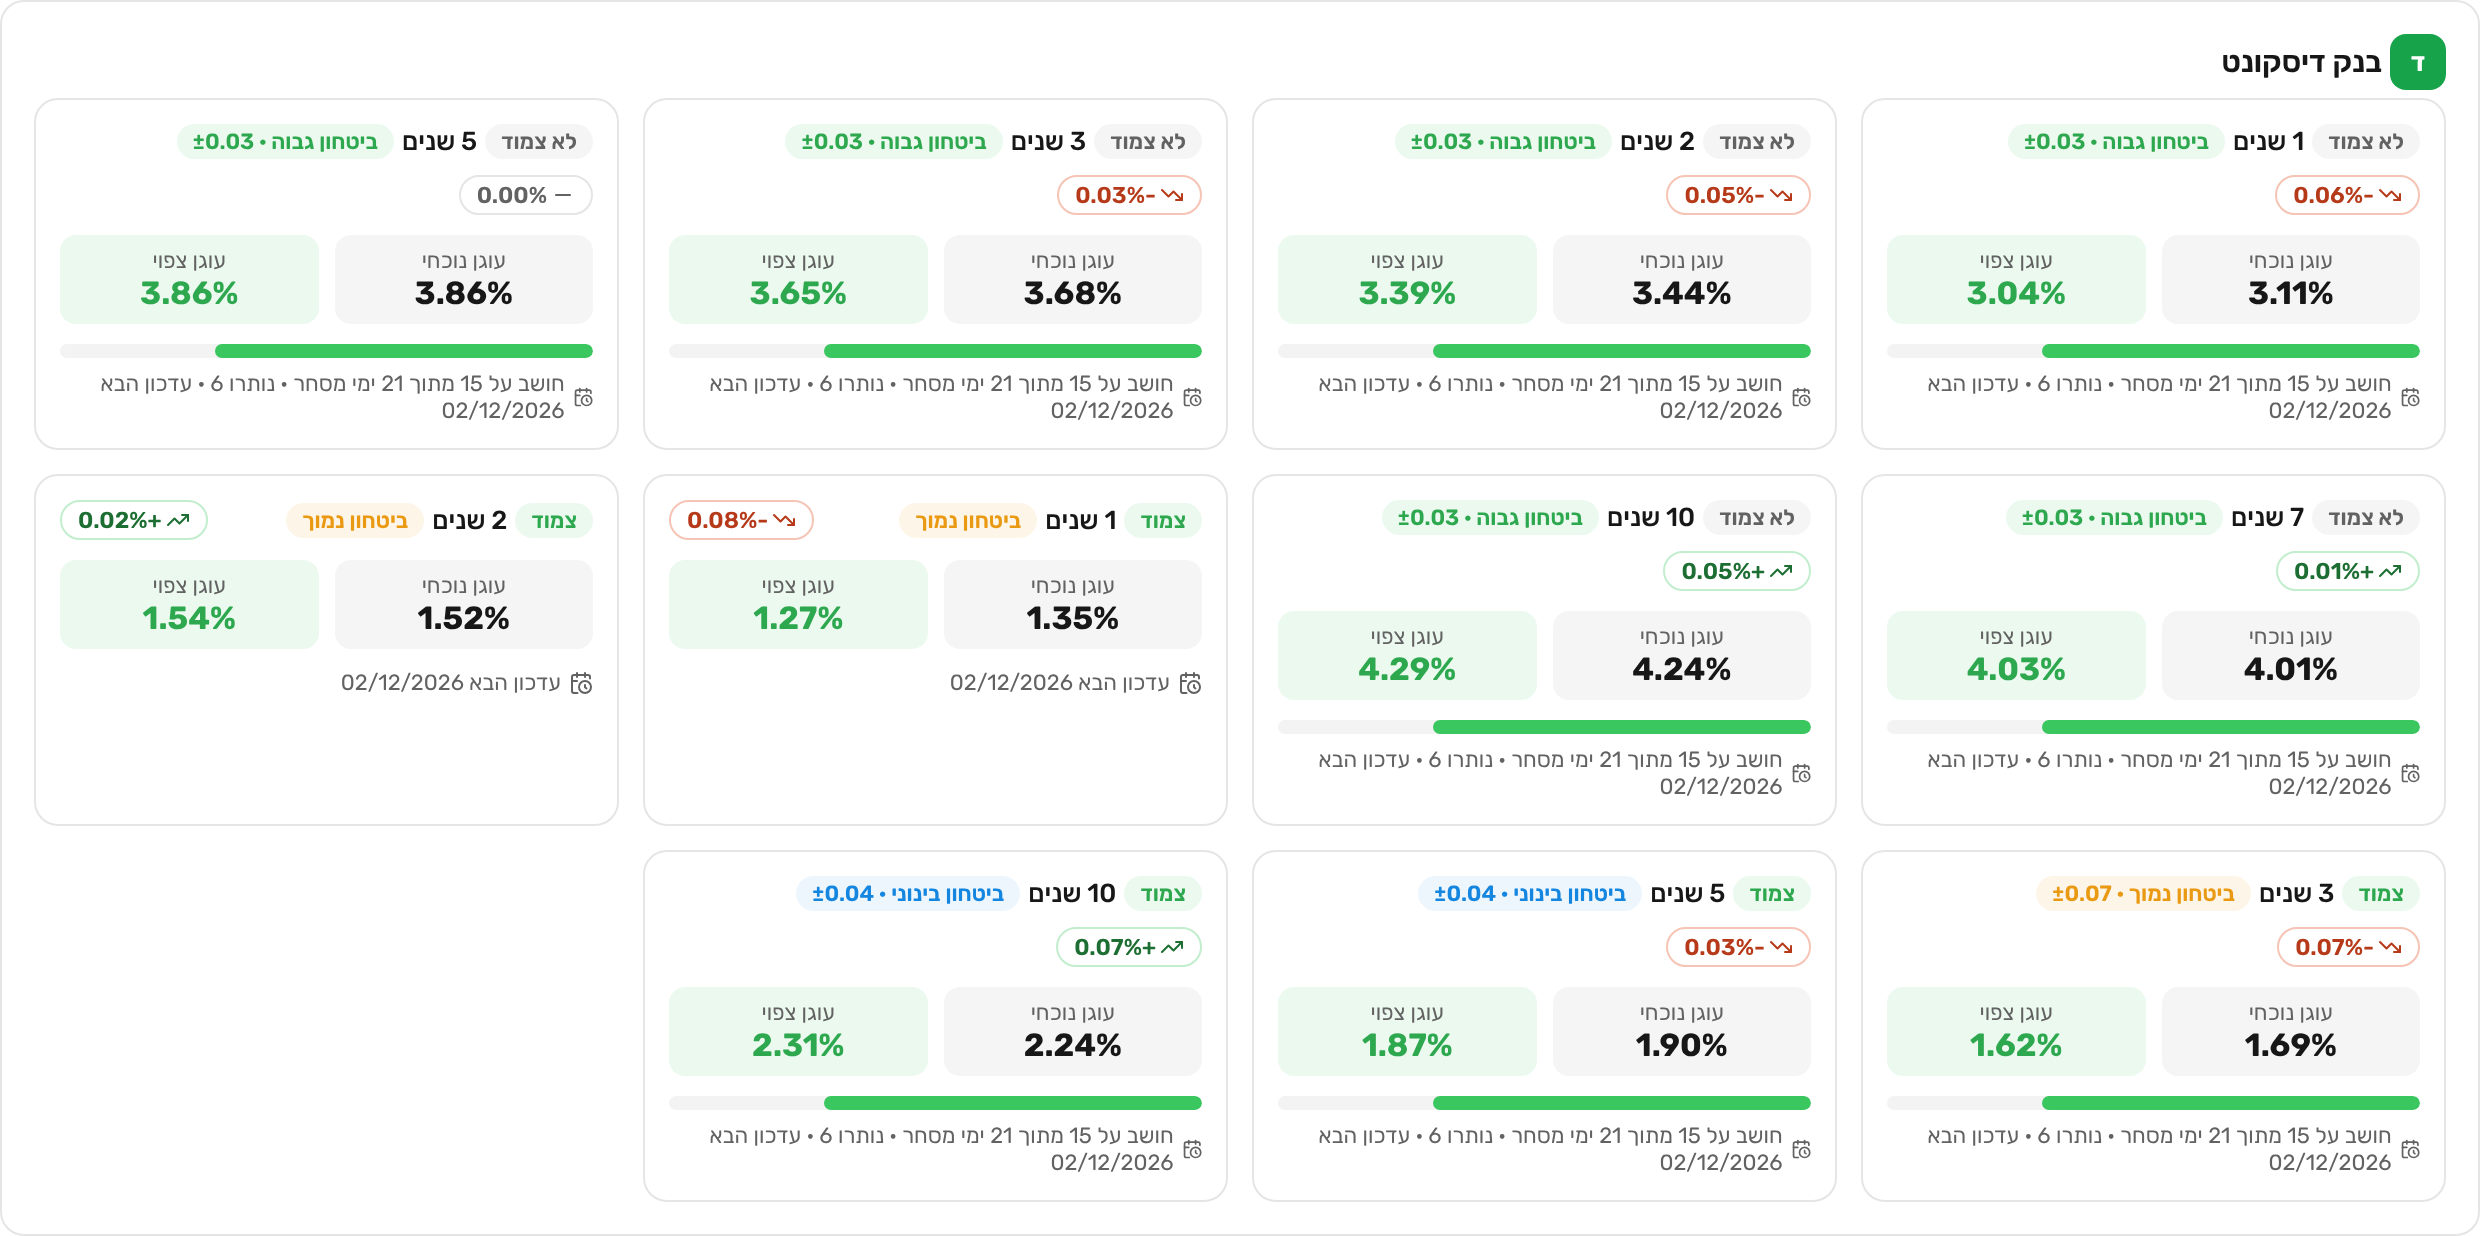 ד בנק דיסקונט
לא צמוד 1 שנים ביטחון גבוה • ±0.03
-0.06%
עוגן נוכחי
3.11%
עוגן צפוי
3.04%
חושב על 15 מתוך 21 ימי מסחר • נותרו 6 • עדכון הבא
02/12/2026
לא צמוד 2 שנים ביטחון גבוה • ±0.03
-0.05%
עוגן נוכחי
3.44%
עוגן צפוי
3.39%
חושב על 15 מתוך 21 ימי מסחר • נותרו 6 • עדכון הבא
02/12/2026
לא צמוד 3 שנים ביטחון גבוה • ±0.03
-0.03%
עוגן נוכחי
3.68%
עוגן צפוי
3.65%
חושב על 15 מתוך 21 ימי מסחר • נותרו 6 • עדכון הבא
02/12/2026
לא צמוד 5 שנים ביטחון גבוה • ±0.03
0.00%
עוגן נוכחי
3.86%
עוגן צפוי
3.86%
חושב על 15 מתוך 21 ימי מסחר • נותרו 6 • עדכון הבא
02/12/2026
לא צמוד 7 שנים ביטחון גבוה • ±0.03
+0.01%
עוגן נוכחי
4.01%
עוגן צפוי
4.03%
חושב על 15 מתוך 21 ימי מסחר • נותרו 6 • עדכון הבא
02/12/2026
לא צמוד 10 שנים ביטחון גבוה • ±0.03
+0.05%
עוגן נוכחי
4.24%
עוגן צפוי
4.29%
חושב על 15 מתוך 21 ימי מסחר • נותרו 6 • עדכון הבא
02/12/2026
צמוד 1 שנים ביטחון נמוך -0.08%
עוגן נוכחי
1.35%
עוגן צפוי
1.27%
עדכון הבא 02/12/2026
צמוד 2 שנים ביטחון נמוך +0.02%
עוגן נוכחי
1.52%
עוגן צפוי
1.54%
עדכון הבא 02/12/2026
צמוד 3 שנים ביטחון נמוך • ±0.07
-0.07%
עוגן נוכחי
1.69%
עוגן צפוי
1.62%
חושב על 15 מתוך 21 ימי מסחר • נותרו 6 • עדכון הבא
02/12/2026
צמוד 5 שנים ביטחון בינוני • ±0.04
-0.03%
עוגן נוכחי
1.90%
עוגן צפוי
1.87%
חושב על 15 מתוך 21 ימי מסחר • נותרו 6 • עדכון הבא
02/12/2026
צמוד 10 שנים ביטחון בינוני • ±0.04
+0.07%
עוגן נוכחי
2.24%
עוגן צפוי
2.31%
חושב על 15 מתוך 21 ימי מסחר • נותרו 6 • עדכון הבא
02/12/2026